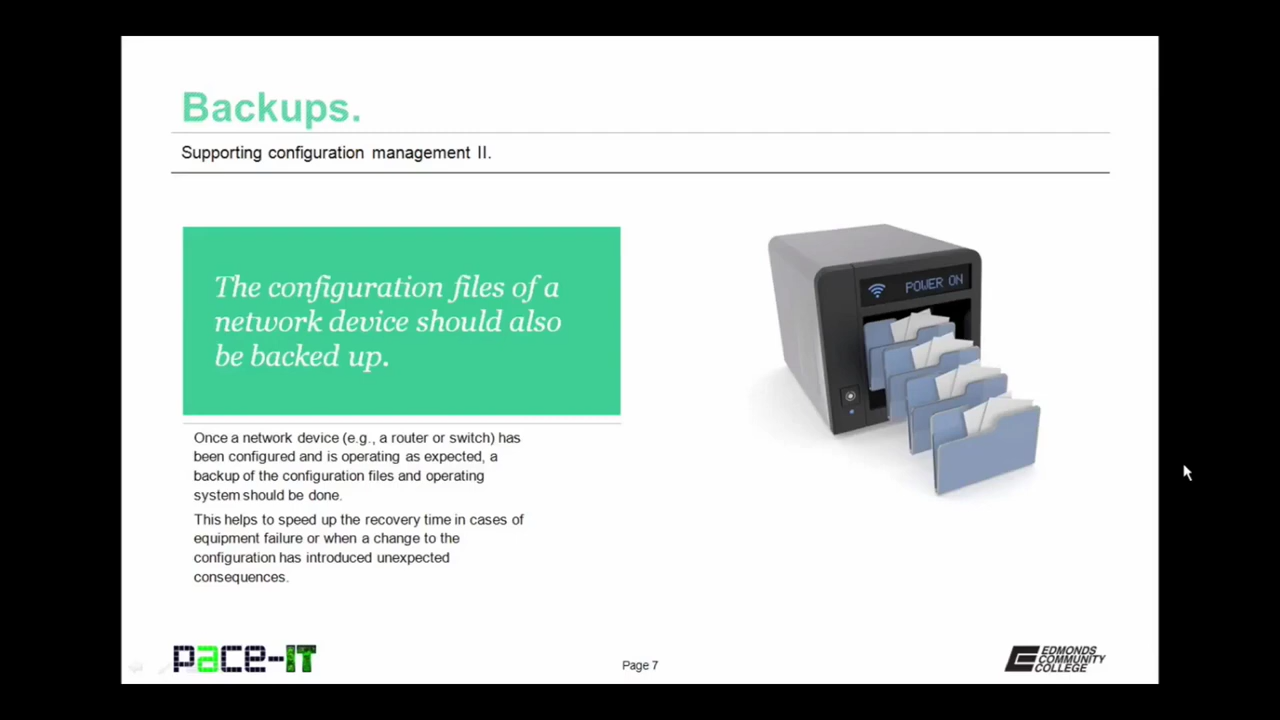 Backups.
Supporting configuration management II.
The configuration files of a
network device should also
be backed up.
POWER ON
Once a network device (e.g., a router or switch) has
been configured and is operating as expected, a
backup of the configuration files and operating
system should be done.
This helps to speed up the recovery time in cases of
equipment failure or when a change to the
configuration has introduced unexpected
consequences.
pace-IT
Page 7
EDMONDS
COMMUNITY
COLLEGE